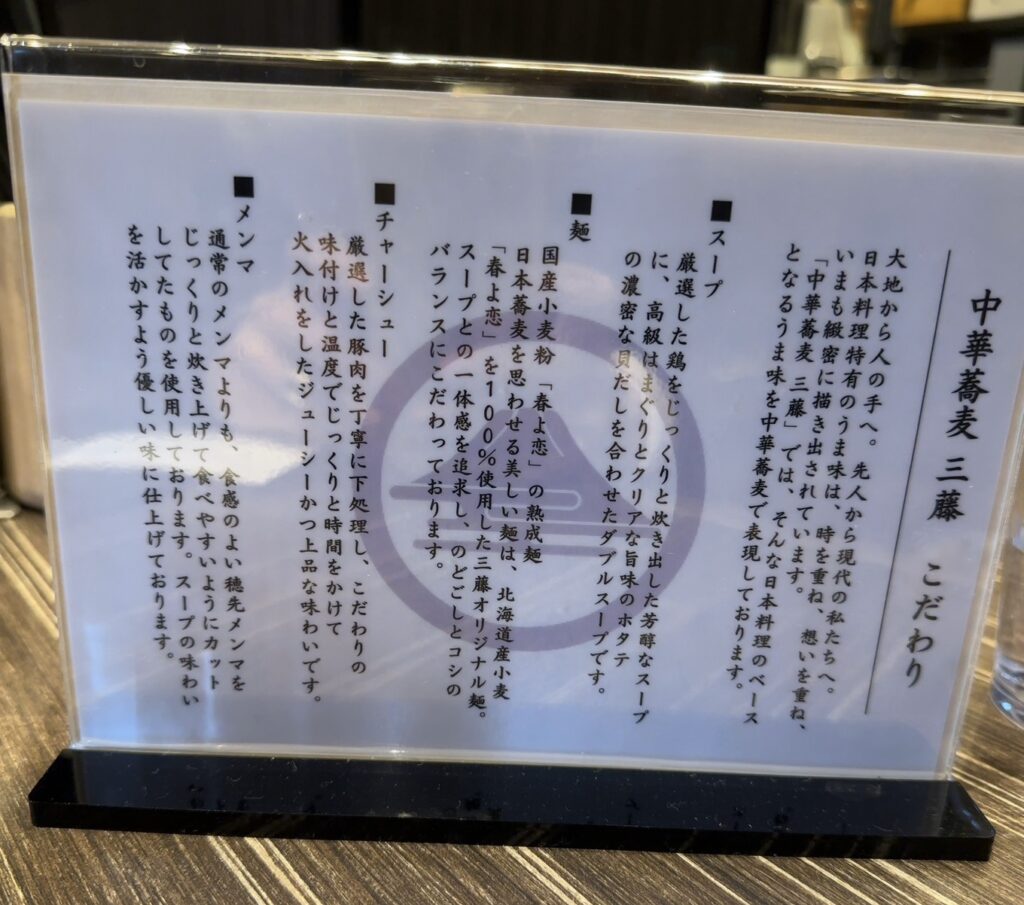 中華蕎麦 三藤 こだわり
大地から人の手へ。先人から現代の私たちへ。
日本料理特有のうま味は、時を重ね、想いを重ね、
いまも緻密に描き出されています。
「中華蕎麦 三藤」では、そんな日本料理のベース
となるうま味を中華蕎麦で表現しております。
■スープ
厳選した鶏をじっくりと炊き出した芳醇なスープ
に、高級はまぐりとクリアな旨味のホタテ
の濃密な貝だしを合わせたダブルスープです。
■麺
国産小麦粉「春よ恋」の熟成麺
日本蕎麦を思わせる美しい麺は、北海道産小麦
「春よ恋」を100%使用した三藤オリジナル麺。
スープとの一体感を追求し、のどごしとコシの
バランスにこだわっております。
■チャーシュー
厳選した豚肉を丁寧に下処理し、こだわりの
味付けと温度でじっくりと時間をかけて
火入れをしたジューシーかつ上品な味わいです。
■メンマ
通常のメンマよりも、食感のよい穂先メンマを
じっくりと炊き上げて食べやすいようにカット
してたものを使用しております。スープの味わい
を活かすよう優しい味に仕上げております。